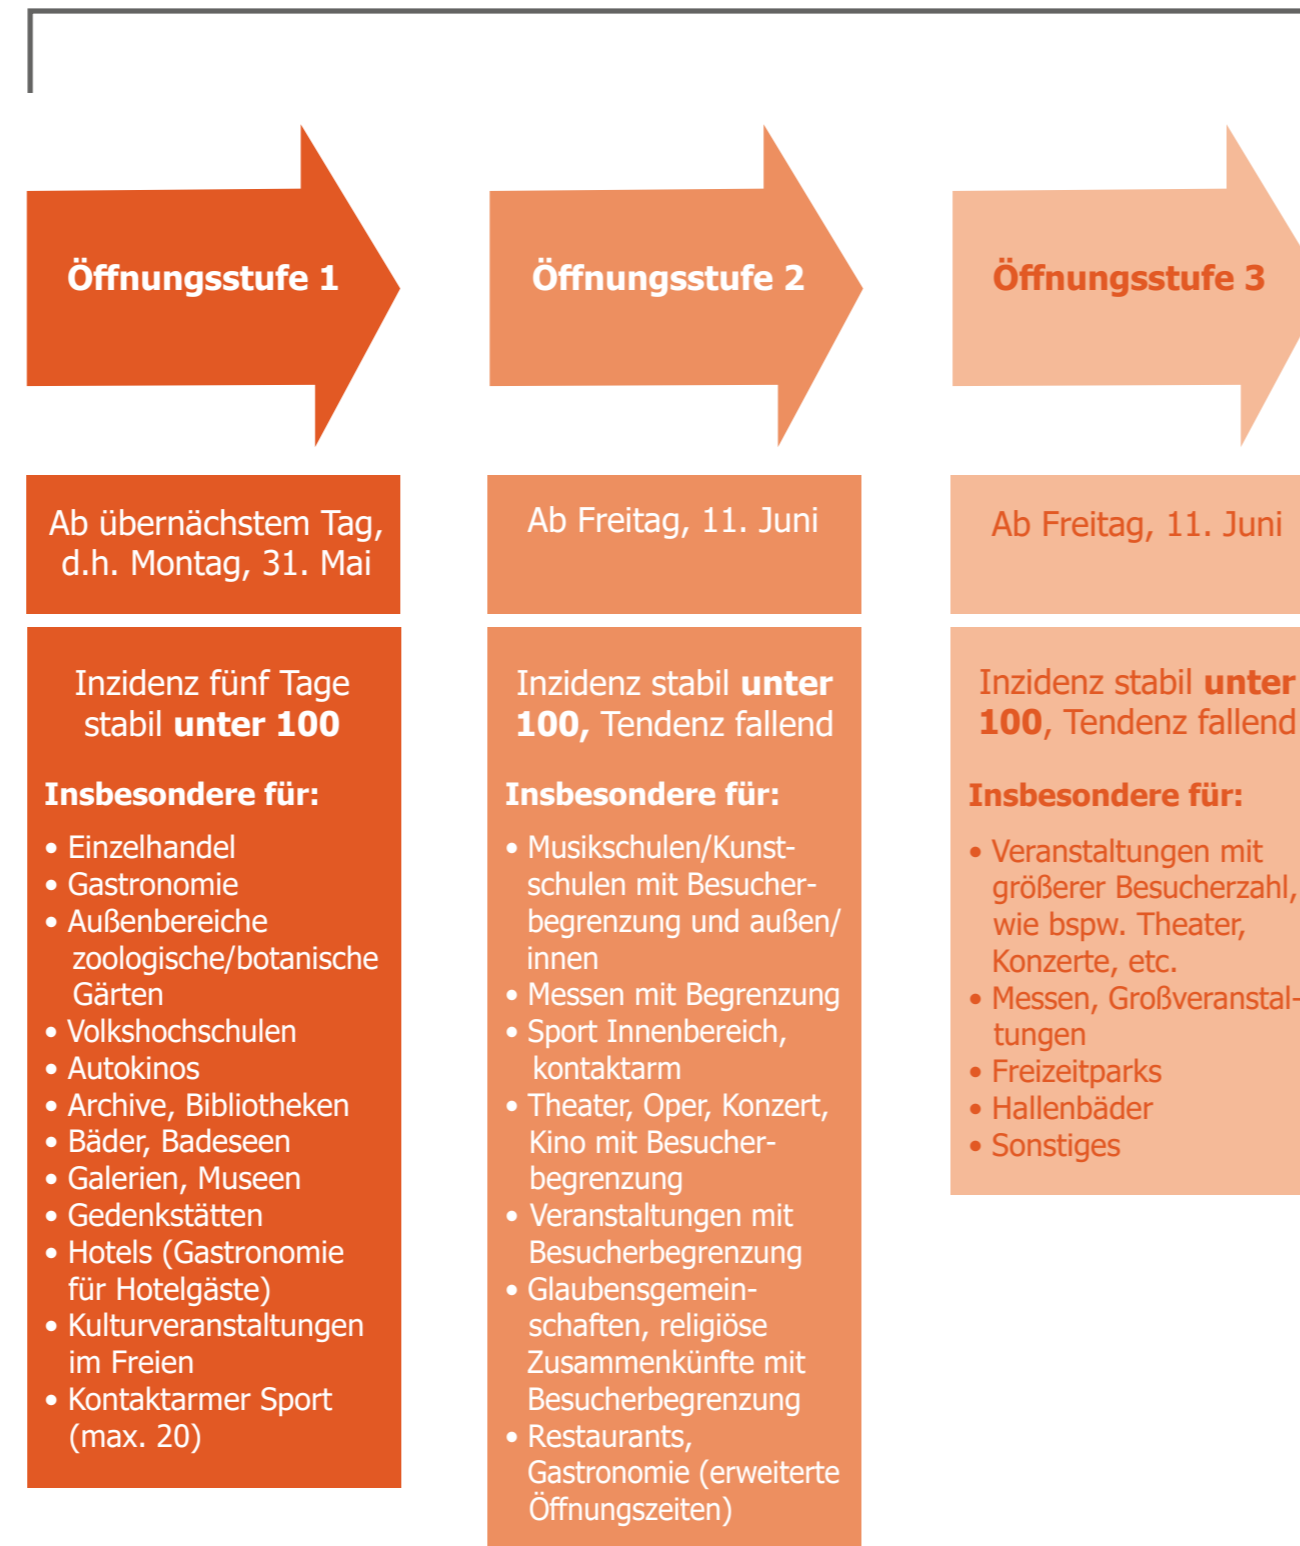 Öffnungsstufe 1
Ab übernächstem Tag,
d.h. Montag, 31. Mai
Inzidenz fünf Tage
stabil unter 100
Insbesondere für:
• Einzelhandel
• Gastronomie
• Außenbereiche
zoologische/botanische
Gärten
• Volkshochschulen
• Autokinos
• Archive, Bibliotheken
• Bäder, Badeseen
• Galerien, Museen
• Gedenkstätten
• Hotels (Gastronomie
für Hotelgäste)
• Kulturveranstaltungen
im Freien
• Kontaktarmer Sport
(max. 20)
Öffnungsstufe 2
Ab Freitag, 11. Juni
Inzidenz stabil unter
100, Tendenz fallend
Insbesondere für:
• Musikschulen/Kunst-
schulen mit Besucher-
begrenzung und außen/
innen
• Messen mit Begrenzung
• Sport Innenbereich,
kontaktarm
• Theater, Oper, Konzert,
Kino mit Besucher-
begrenzung
• Veranstaltungen mit
Besucherbegrenzung
• Glaubensgemein-
schaften, religiöse
Zusammenkünfte mit
Besucherbegrenzung
• Restaurants,
Gastronomie (erweiterte
Öffnungszeiten)
Öffnungsstufe 3
Ab Freitag, 11. Juni
Inzidenz stabil unter
100, Tendenz fallend
Insbesondere für:
• Veranstaltungen mit
größerer Besucherzahl,
wie bspw. Theater,
Konzerte, etc.
• Messen, Großveranstal-
tungen
• Freizeitparks
• Hallenbäder
• Sonstiges